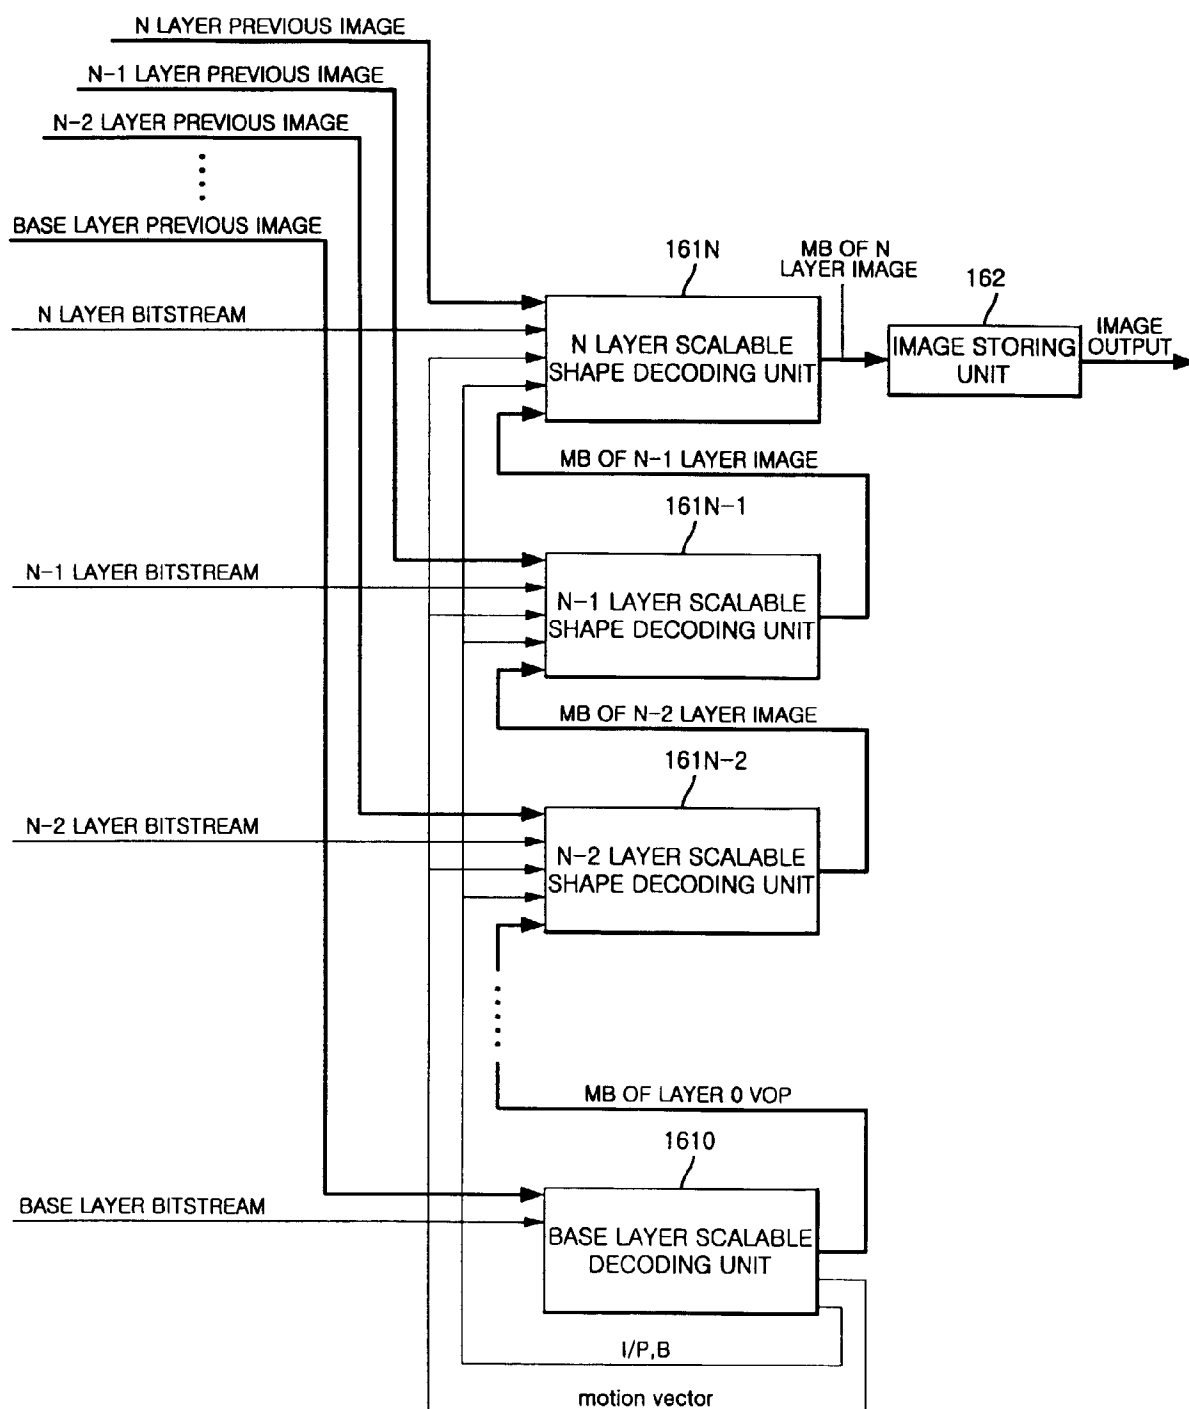 N LAYER PREVIOUS IMAGE
N-1 LAYER PREVIOUS IMAGE
N-2 LAYER PREVIOUS IMAGE
BASE LAYER PREVIOUS IMAGE
161N
MB OF N
LAYER IMAGE
162
N LAYER BITSTREAM
N LAYER SCALABLE
SHAPE DECODING UNIT
IMAGE STORING
UNIT
IMAGE
OUTPUT
MB OF N-1 LAYER IMAGE
161N-1
N-1 LAYER BITSTREAM
N-1 LAYER SCALABLE
SHAPE DECODING UNIT
MB OF N-2 LAYER IMAGE
161N-2
N-2 LAYER BITSTREAM
N-2 LAYER SCALABLE
SHAPE DECODING UNIT
MB OF LAYER 0 VOP
1610
BASE LAYER BITSTREAM
BASE LAYER SCALABLE
DECODING UNIT
I/P,B
motion vector